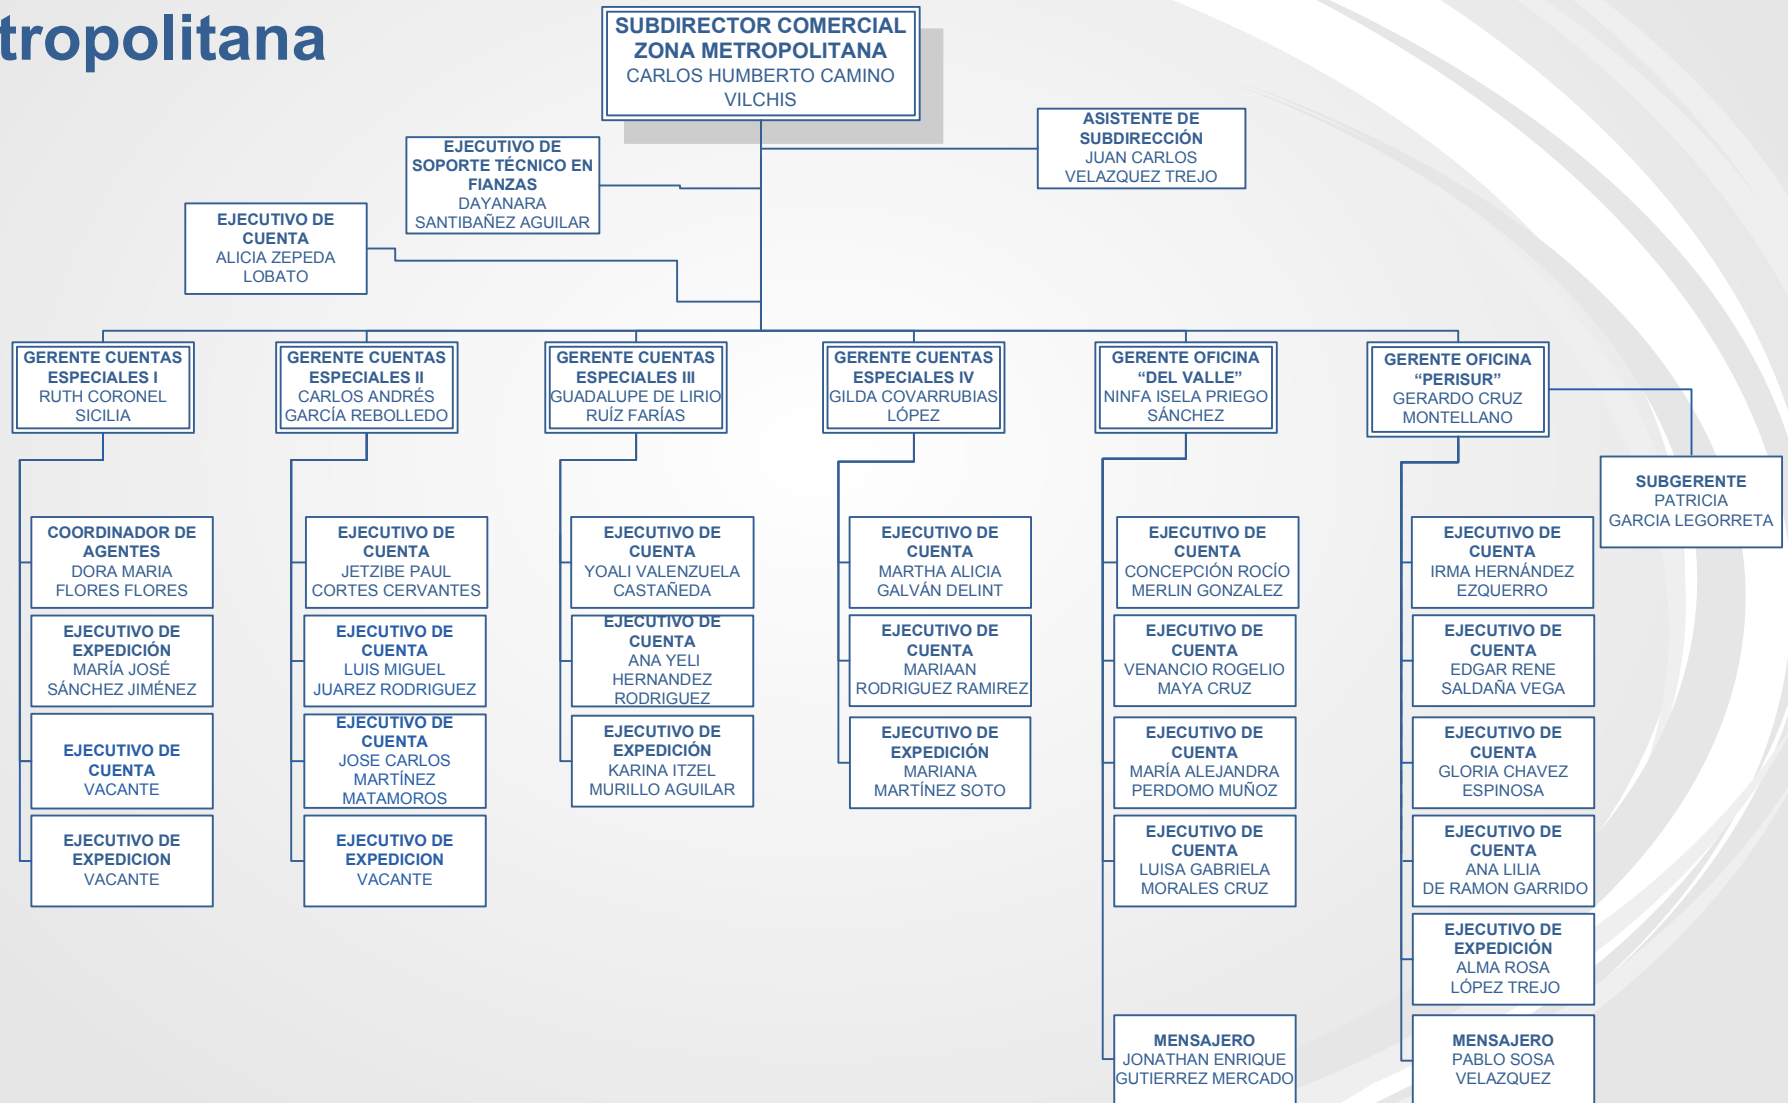 tropolitana
SUBDIRECTOR COMERCIAL
ZONA METROPOLITANA
CARLOS HUMBERTO CAMINO
VILCHIS
ASISTENTE DE
SUBDIRECCIÓN
JUAN CARLOS
VELAZQUEZ TREJO
EJECUTIVO DE
SOPORTE TÉCNICO EN
FIANZAS
DAYANARA
SANTIBAÑEZ AGUILAR
EJECUTIVO DE
CUENTA
ALICIA ZEPEDA
LOBATO
GERENTE CUENTAS
ESPECIALES I
RUTH CORONEL
SICILIA
GERENTE CUENTAS
ESPECIALES II
CARLOS ANDRÉS
GARCÍA REBOLLEDO
GERENTE CUENTAS
ESPECIALES III
GUADALUPE DE LIRIO
RUÍZ FARÍAS
GERENTE CUENTAS
ESPECIALES IV
GILDA COVARRUBIAS
LÓPEZ
GERENTE OFICINA
“DEL VALLE”
NINFA ISELA PRIEGO
SÁNCHEZ
GERENTE OFICINA
“PERISUR”
GERARDO CRUZ
MONTELLANO
SUBGERENTE
PATRICIA
GARCIA LEGORRETA
COORDINADOR DE
AGENTES
DORA MARIA
FLORES FLORES
EJECUTIVO DE
EXPEDICIÓN
MARÍA JOSÉ
SÁNCHEZ JIMÉNEZ
EJECUTIVO DE
CUENTA
VACANTE
EJECUTIVO DE
EXPEDICION
VACANTE
EJECUTIVO DE
CUENTA
JETZIBE PAUL
CORTES CERVANTES
EJECUTIVO DE
CUENTA
LUIS MIGUEL
JUAREZ RODRIGUEZ
EJECUTIVO DE
CUENTA
JOSE CARLOS
MARTÍNEZ
MATAMOROS
EJECUTIVO DE
EXPEDICION
VACANTE
EJECUTIVO DE
CUENTA
YOALI VALENZUELA
CASTAÑEDA
EJECUTIVO DE
CUENTA
ANA YELI
HERNANDEZ
RODRIGUEZ
EJECUTIVO DE
EXPEDICIÓN
KARINA ITZEL
MURILLO AGUILAR
EJECUTIVO DE
CUENTA
MARTHA ALICIA
GALVÁN DELINT
EJECUTIVO DE
CUENTA
MARIAAN
RODRIGUEZ RAMIREZ
EJECUTIVO DE
EXPEDICIÓN
MARIANA
MARTÍNEZ SOTO
EJECUTIVO DE
CUENTA
CONCEPCIÓN ROCÍO
MERLIN GONZALEZ
EJECUTIVO DE
CUENTA
VENANCIO ROGELIO
MAYA CRUZ
EJECUTIVO DE
CUENTA
MARÍA ALEJANDRA
PERDOMO MUÑOZ
EJECUTIVO DE
CUENTA
LUISA GABRIELA
MORALES CRUZ
MENSAJERO
JONATHAN ENRIQUE
GUTIERREZ MERCADO
EJECUTIVO DE
CUENTA
IRMA HERNÁNDEZ
EZQUERRO
EJECUTIVO DE
CUENTA
EDGAR RENE
SALDAÑA VEGA
EJECUTIVO DE
CUENTA
GLORIA CHAVEZ
ESPINOSA
EJECUTIVO DE
CUENTA
ANA LILIA
DE RAMON GARRIDO
EJECUTIVO DE
EXPEDICIÓN
ALMA ROSA
LÓPEZ TREJO
MENSAJERO
PABLO SOSA
VELAZQUEZ